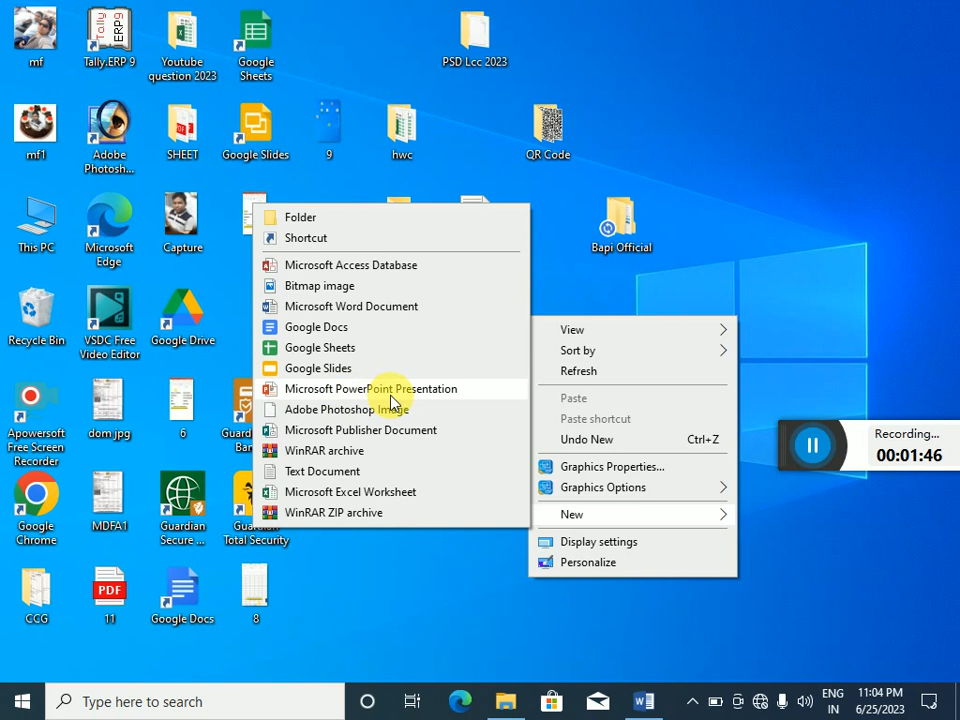 mf
Tally.ERP 9
Youtube
question 2023
Google
Sheets
PSD Lcc 2023
mf1
Adobe
Photosh...
SHEET
Google Slides
9
hwc
QR Code
This PC
Microsoft
Edge
Capture
Bapi Official
Recycle Bin
VSDC Free
Video Editor
Google Drive
Apowersoft
Free Screen
Recorder
dom.jpg
6
Google
Chrome
MDFA1
Guardian
Secure ...
Total Security
CCG
PDF
11
Google Docs
8
Folder
Shortcut
Microsoft Access Database
Bitmap image
Microsoft Word Document
Google Docs
Google Sheets
Google Slides
Microsoft PowerPoint Presentation
Adobe Photoshop Image
Microsoft Publisher Document
WinRAR archive
Text Document
Microsoft Excel Worksheet
WinRAR ZIP archive
View
Sort by
Refresh
Paste
Paste shortcut
Undo New Ctrl+Z
Graphics Properties...
Graphics Options
New
Display settings
Personalize
Recording...
00:01:46
Type here to search
ENG
IN
11:04 PM
6/25/2023